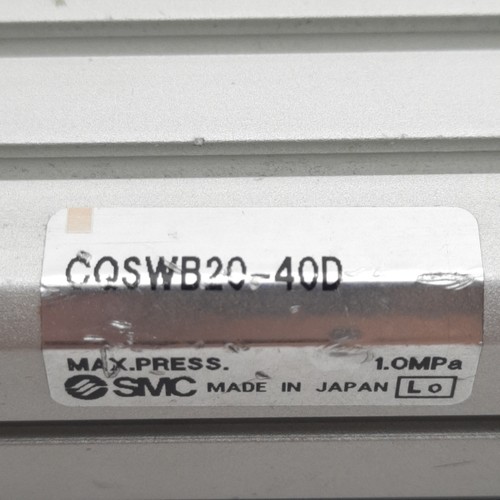 CQSWB20-40D
MAX.PRESS. 1.0MPa
SMC MADE IN JAPAN Lo